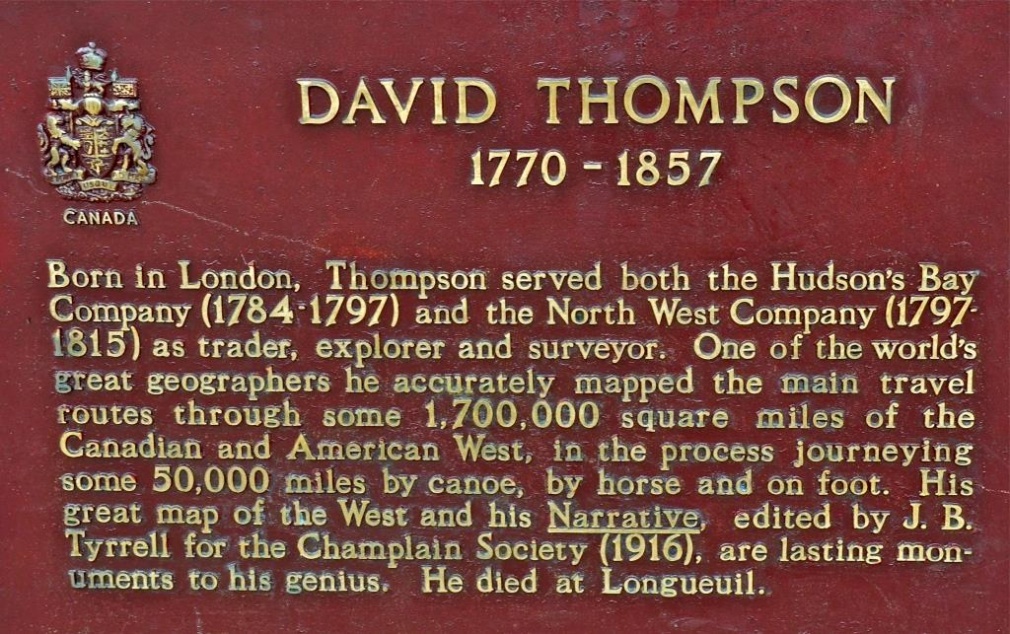 DAVID THOMPSON
1770 - 1857
CANADA
Born in London, Thompson served both the Hudson's Bay
Company (1784-1797) and the North West Company (1797-
1815) as trader, explorer and surveyor. One of the world's
great geographers he accurately mapped the main travel
routes through some 1,700,000 square miles of the
Canadian and American West, in the process journeying
some 50,000 miles by canoe, by horse and on foot. His
great map of the West and his Narrative, edited by J. B.
Tyrrell for the Champlain Society (1916), are lasting mon-
uments to his genius. He died at Longueuil.